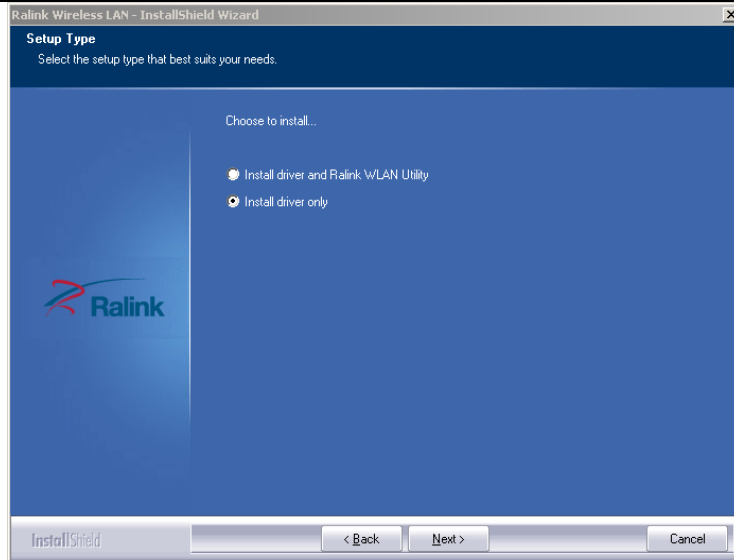 Ralink Wireless LAN - InstallShield Wizard
Setup Type
Select the setup type that best suits your needs.
Choose to install...
Install driver and Ralink WLAN Utility
Install driver only
Ralink
InstallShield
< Back
Next >
Cancel